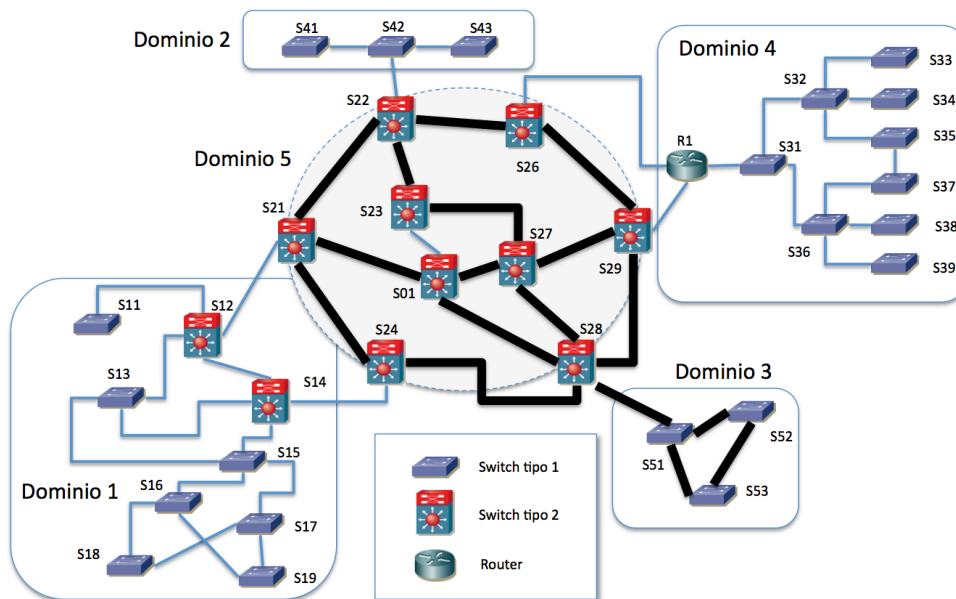 Dominio 2
S41
S42
S43
Dominio 4
S33
S32
S34
S35
R1
S31
S37
S38
S36
S39
S22
S26
Dominio 5
S21
S23
S27
S29
S01
S24
S28
S11
S12
S13
S14
S15
S16
S17
S18
S19
Dominio 1
Dominio 3
S52
S51
S53
Switch tipo 1
Switch tipo 2
Router